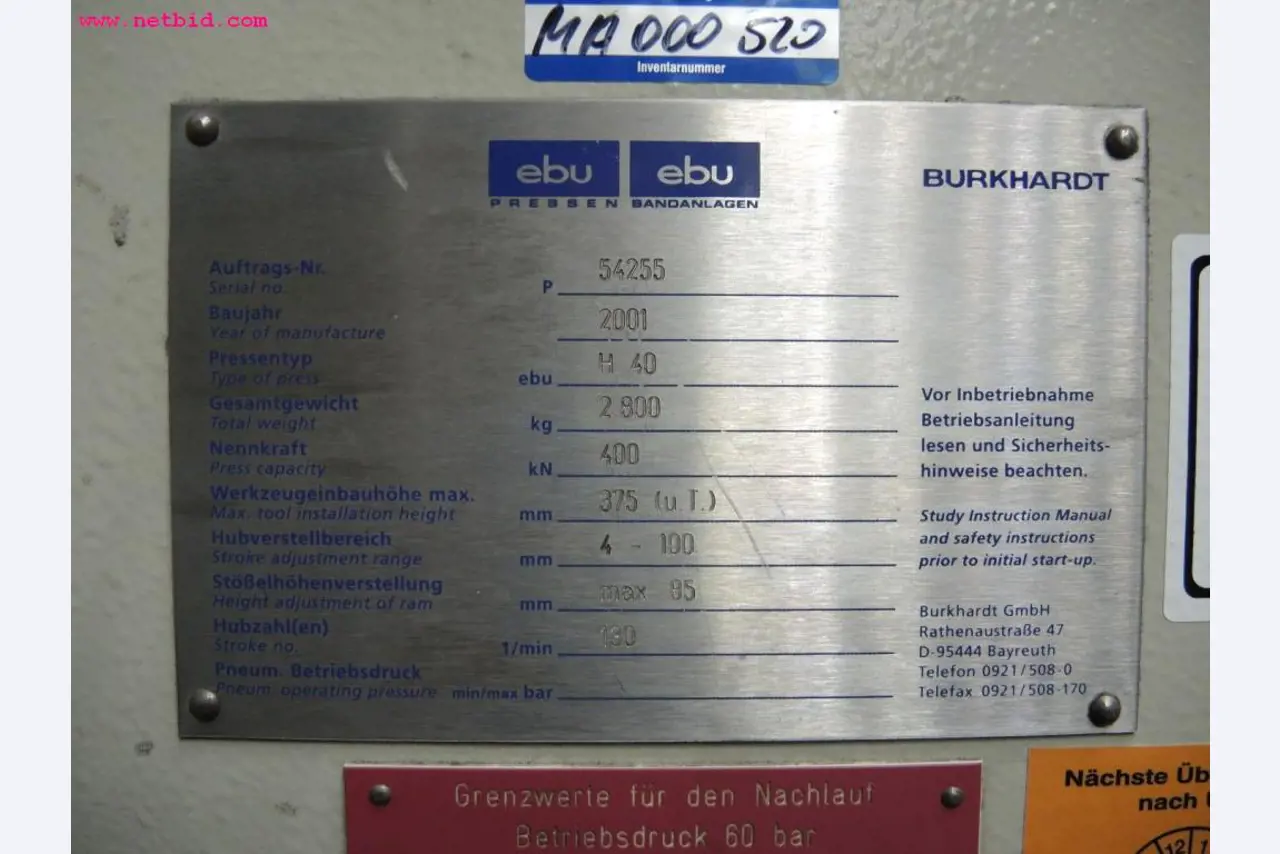 www.netbid.com
MA 000 520
Inventarnummer
ebu ebu
PRESSEN BANDANLAGEN
BURKHARDT
Auftrags-Nr.
Serial no. P 54255
Baujahr
Year of manufacture 2001
Pressentyp
Type of press ebu H 40
Gesamtgewicht
Total weight kg 2 800
Nennkraft
Press capacity kN 400
Werkzeugeinbauhöhe max.
Max. tool installation height mm 375 (u.T.)
Hubverstellbereich
Stroke adjustment range mm 4 - 100
Stößelhöhenverstellung
Height adjustment of ram mm max
Hubzahl(en)
Stroke no. 1/min
Pneum. Betriebsdruck
Pneum. operating pressure min/max bar
Vor Inbetriebnahme
Betriebsanleitung
lesen und Sicherheits-
hinweise beachten.
Study Instruction Manual
and safety instructions
prior to initial start-up.
Burkhardt GmbH
Rathenaustraße 47
D-95444 Bayreuth
Telefon 0921/508-0
Telefax 0921/508-170
Grenzwerte für den Nachlauf
Betriebsdruck 60 bar
Nächste
nach
12